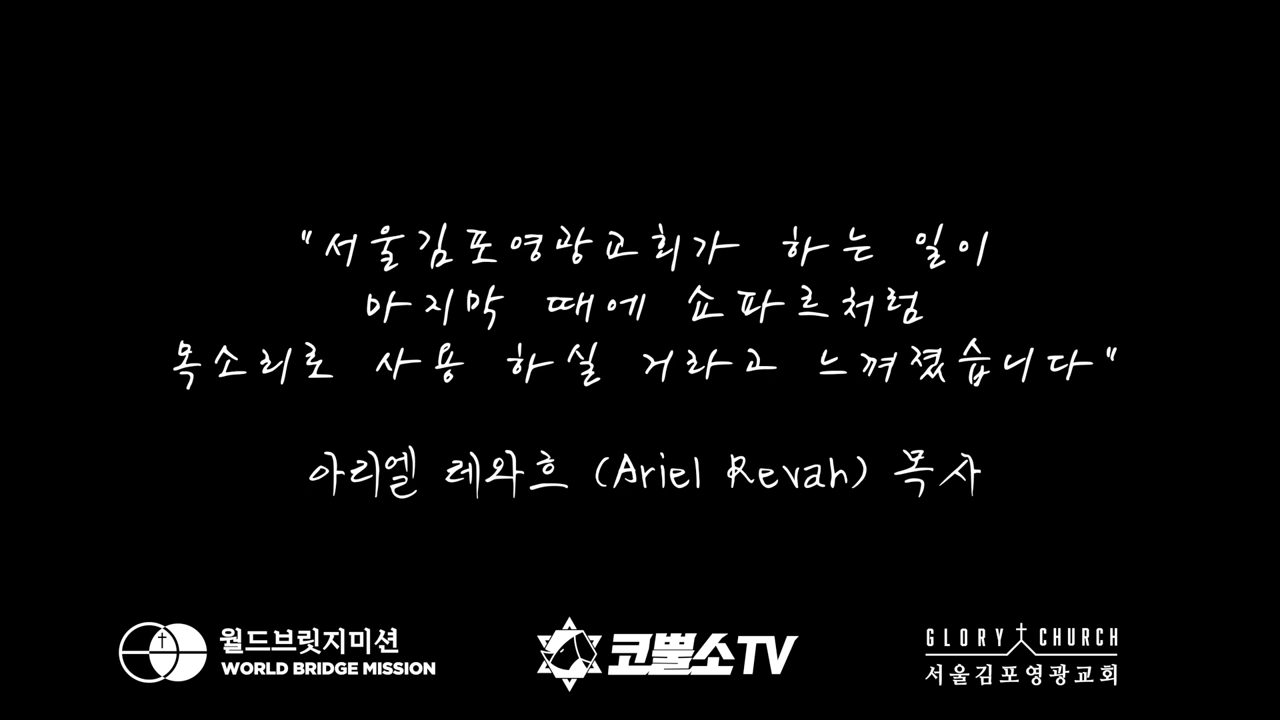 "서울김포영광교회가 하는 일이
마지막 때에 쇼파르처럼
목소리로 사용 하실 거라고 느껴졌습니다"
아리엘 레와흐 (Ariel Revah) 목사
월드브릿지미션
WORLD BRIDGE MISSION
코뿔소TV
GLORY CHURCH
서울김포영광교회